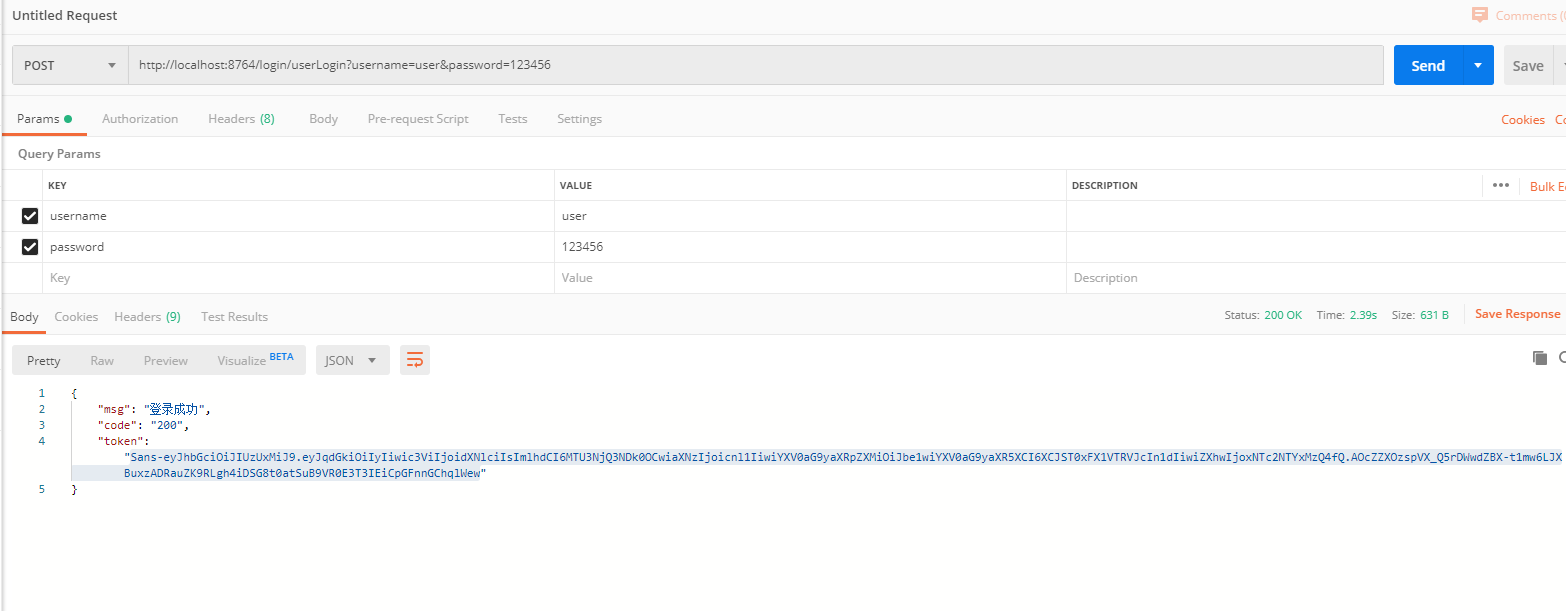 Untitled Request
Comments (
POST
http://localhost:8764/login/userLogin?username=user&password=123456
Send
Save
Params
Authorization
Headers (8)
Body
Pre-request Script
Tests
Settings
Cookies
Query Params
KEY VALUE DESCRIPTION
Bulk E
username user
password 123456
Key Value Description
Body Cookies Headers (9) Test Results
Status: 200 OK Time: 2.39s Size: 631 B
Save Response
Pretty Raw Preview Visualize BETA JSON
1 {
2 "msg": "登录成功",
3 "code": "200",
4 "token":
"Sans-eyJhbGciOiJIUzUxMiJ9.eyJqdGkiOiIyIiwic3ViIjoidXNlciIsImlhdCI6MTU3NjQ3NDk0OCwiaXNzIjoicnl1IiwiYXV0aG9yaXRpZXMiOiJbe1wiYXV0aG9yaXR5XCI6XCJST0xFX1VTRVJcIn1dIiwiZXhwIjoxNTc2NTYxMzQ4fQ.AOcZZXOzspVX_Q5rDWwdZBX-t1mw6LJX
BuxzADRauZK9RLgh4iDSG8t0atSuB9VR0E3T3IEiCpGFnnGChqlWew"
5 }